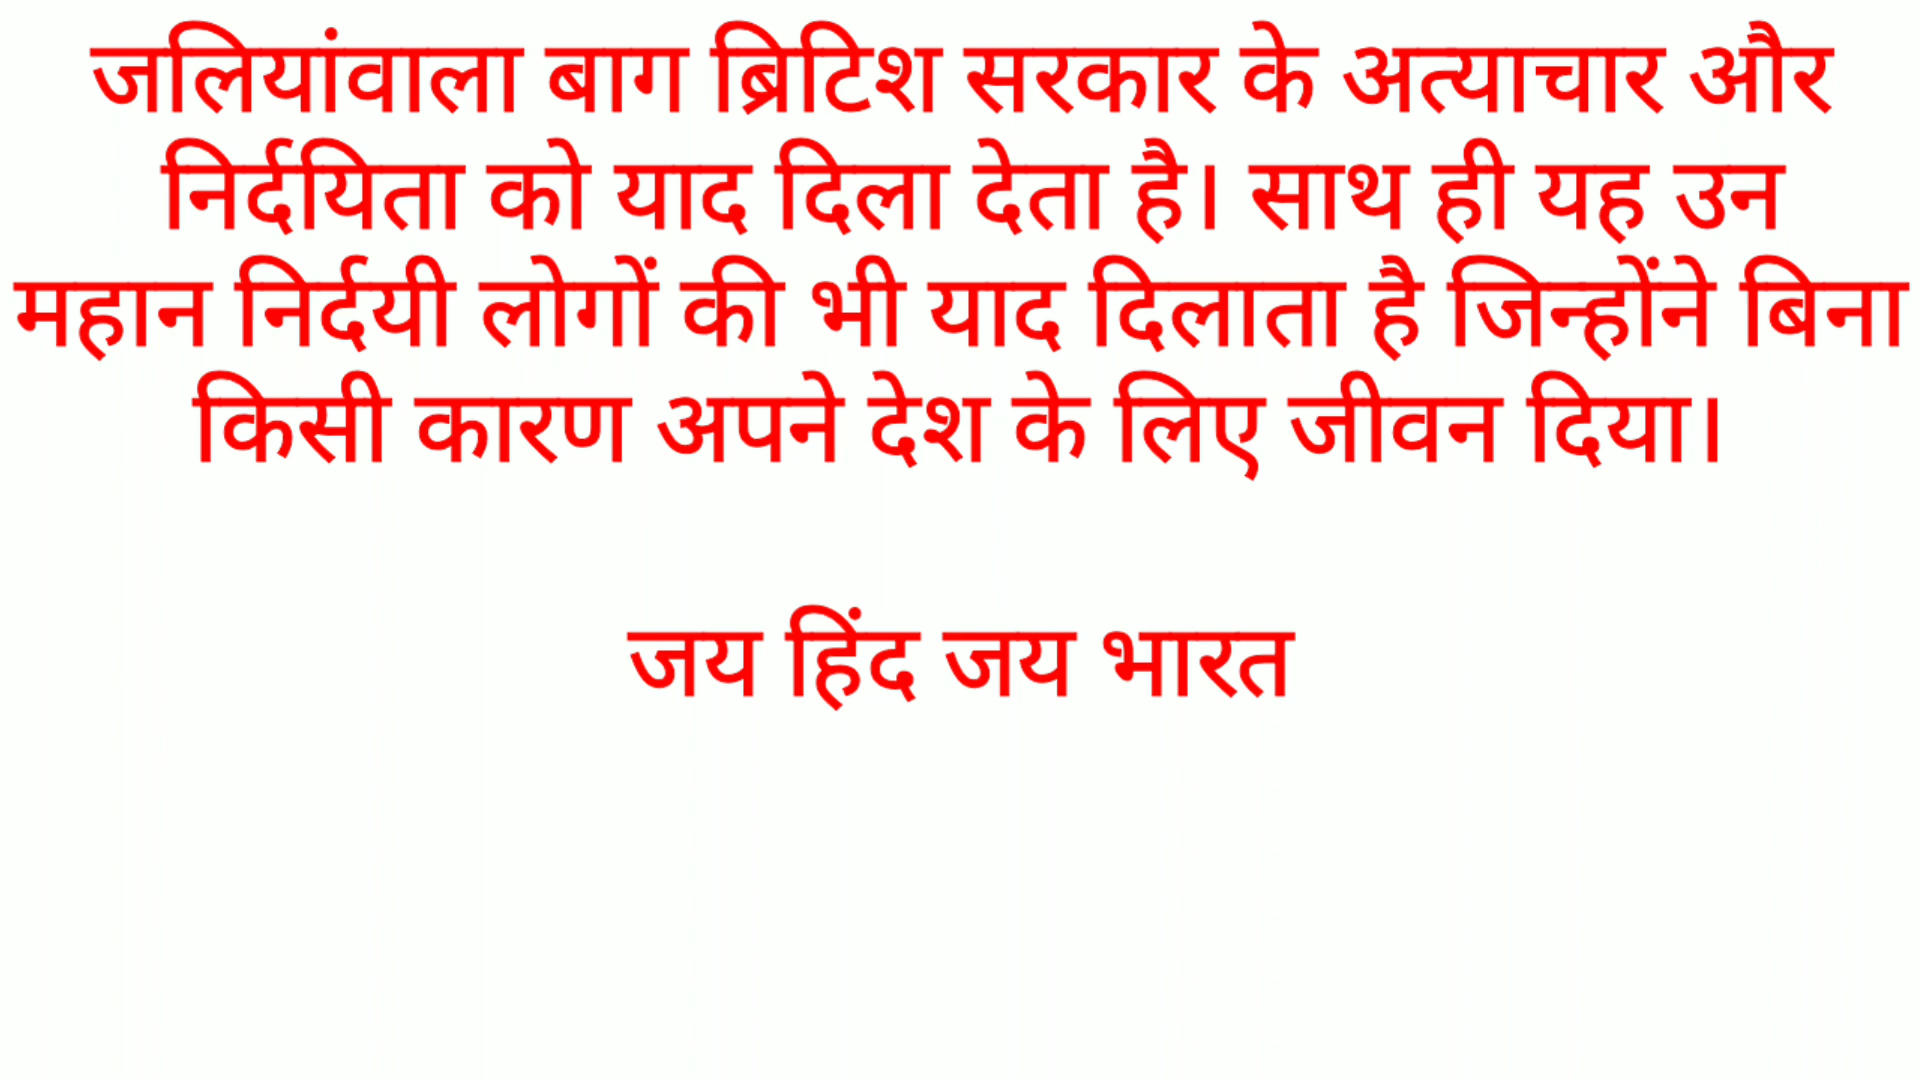 जलियांवाला बाग ब्रिटिश सरकार के अत्याचार और
निर्दयिता को याद दिला देता है। साथ ही यह उन
महान निर्दयी लोगों की भी याद दिलाता है जिन्होंने बिना
किसी कारण अपने देश के लिए जीवन दिया।
जय हिंद जय भारत